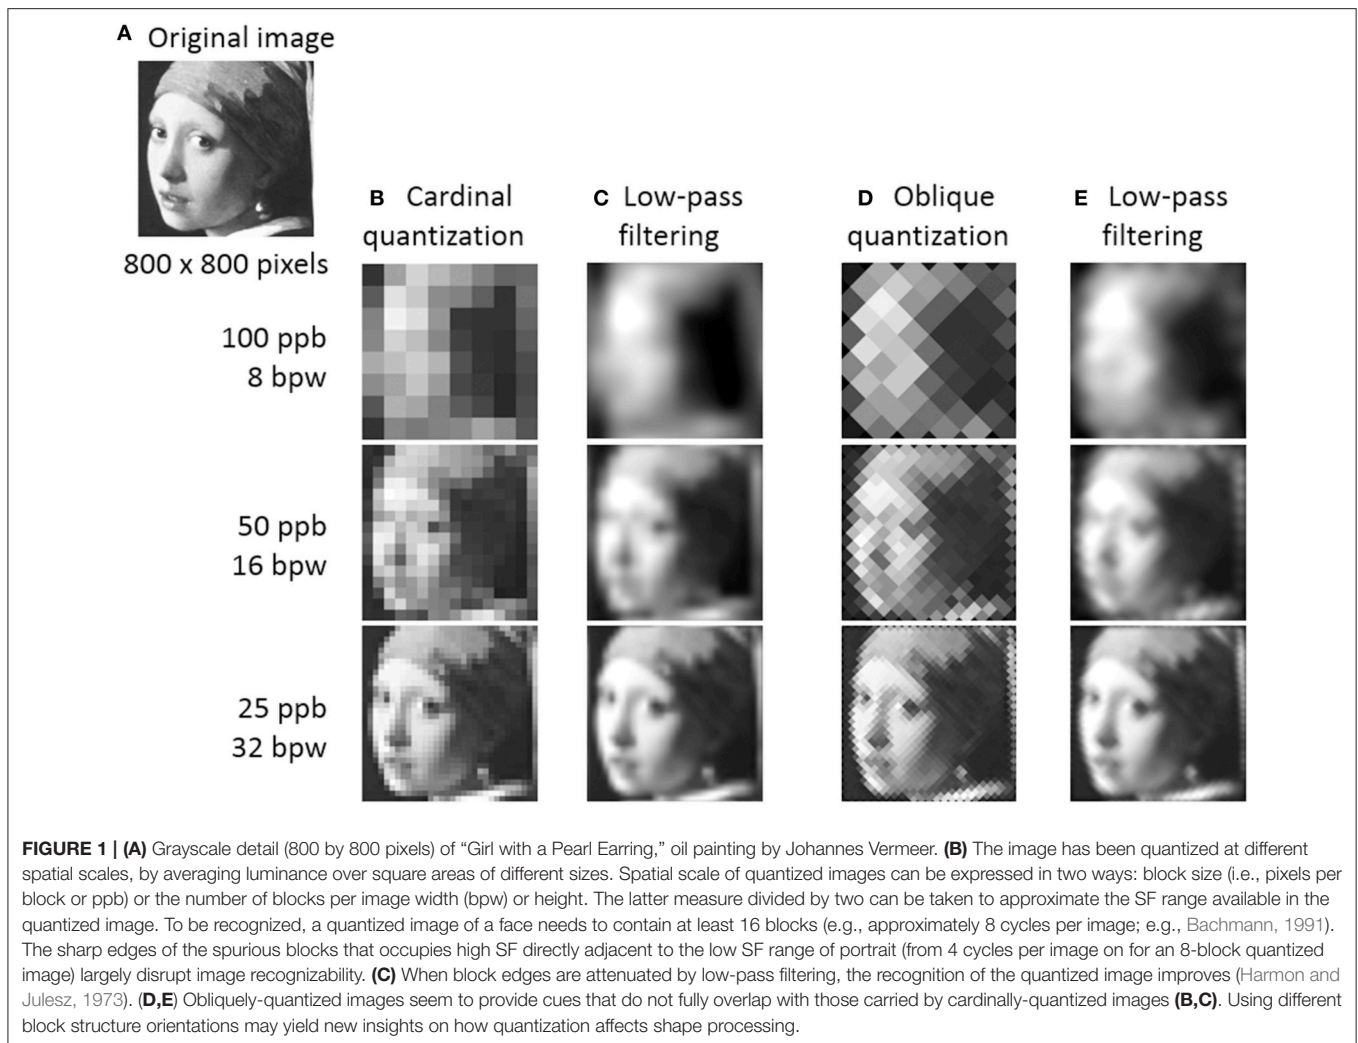 A Original image
800 x 800 pixels
B Cardinal quantization
C Low-pass filtering
D Oblique quantization
E Low-pass filtering
100 ppb
8 bpw
50 ppb
16 bpw
25 ppb
32 bpw
FIGURE 1 | (A) Grayscale detail (800 by 800 pixels) of “Girl with a Pearl Earring,” oil painting by Johannes Vermeer. (B) The image has been quantized at different
spatial scales, by averaging luminance over square areas of different sizes. Spatial scale of quantized images can be expressed in two ways: block size (i.e., pixels per
block or ppb) or the number of blocks per image width (bpw) or height. The latter measure divided by two can be taken to approximate the SF range available in the
quantized image. To be recognized, a quantized image of a face needs to contain at least 16 blocks (e.g., approximately 8 cycles per image; e.g., Bachmann, 1991).
The sharp edges of the spurious blocks that occupies high SF directly adjacent to the low SF range of portrait (from 4 cycles per image on for an 8-block quantized
image) largely disrupt image recognizability. (C) When block edges are attenuated by low-pass filtering, the recognition of the quantized image improves (Harmon and
Julesz, 1973). (D,E) Obliquely-quantized images seem to provide cues that do not fully overlap with those carried by cardinally-quantized images (B,C). Using different
block structure orientations may yield new insights on how quantization affects shape processing.